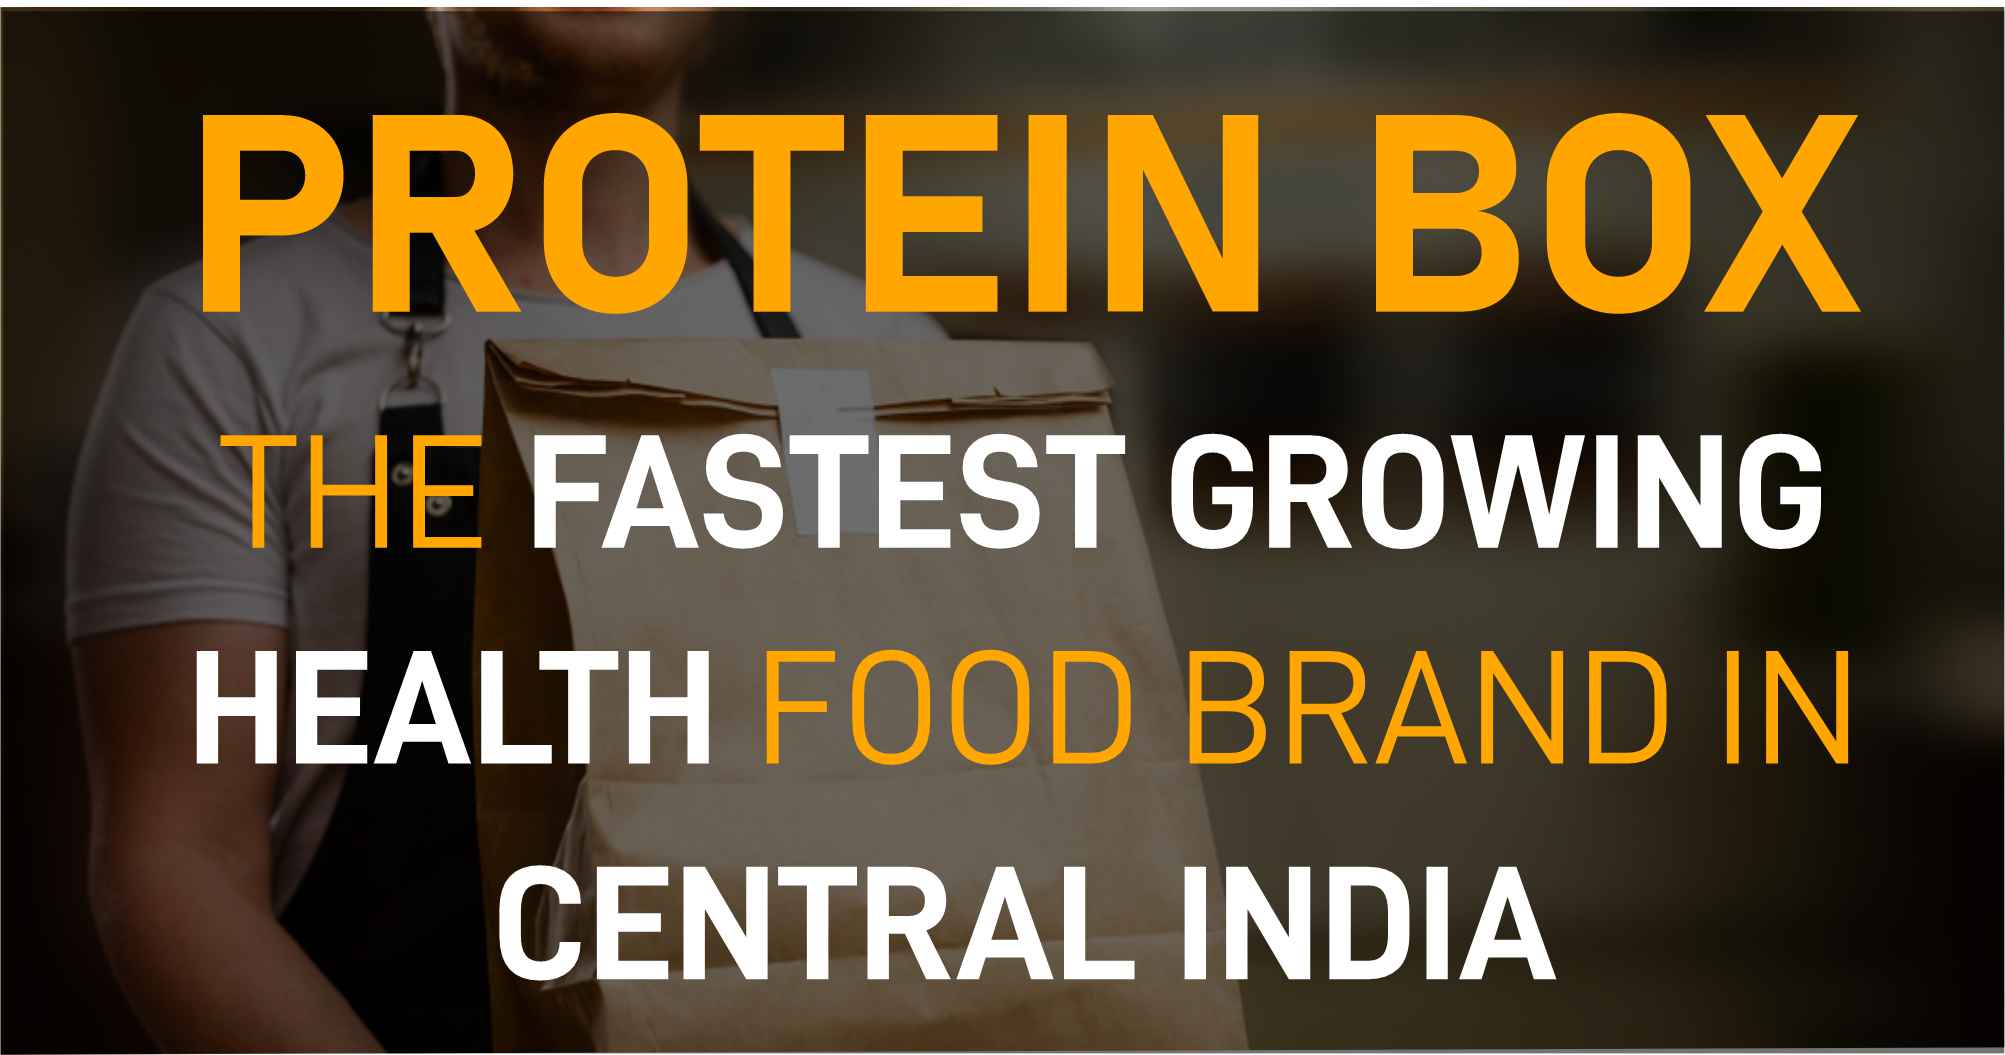 PROTEIN BOX
THE FASTEST GROWING
HEALTH FOOD BRAND IN
CENTRAL INDIA